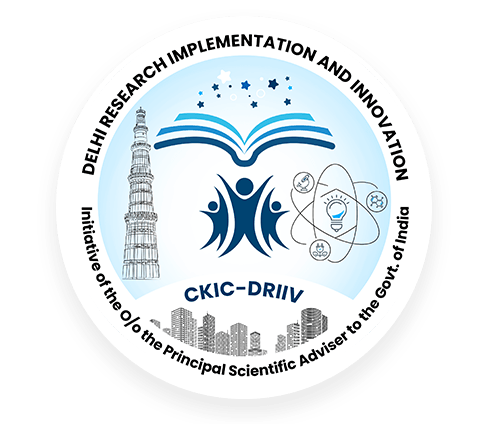 DELHI RESEARCH IMPLEMENTATION AND INNOVATION
CKIC-DRIIV
Initiative of the O/o the Principal Scientific Adviser to the Govt. of India